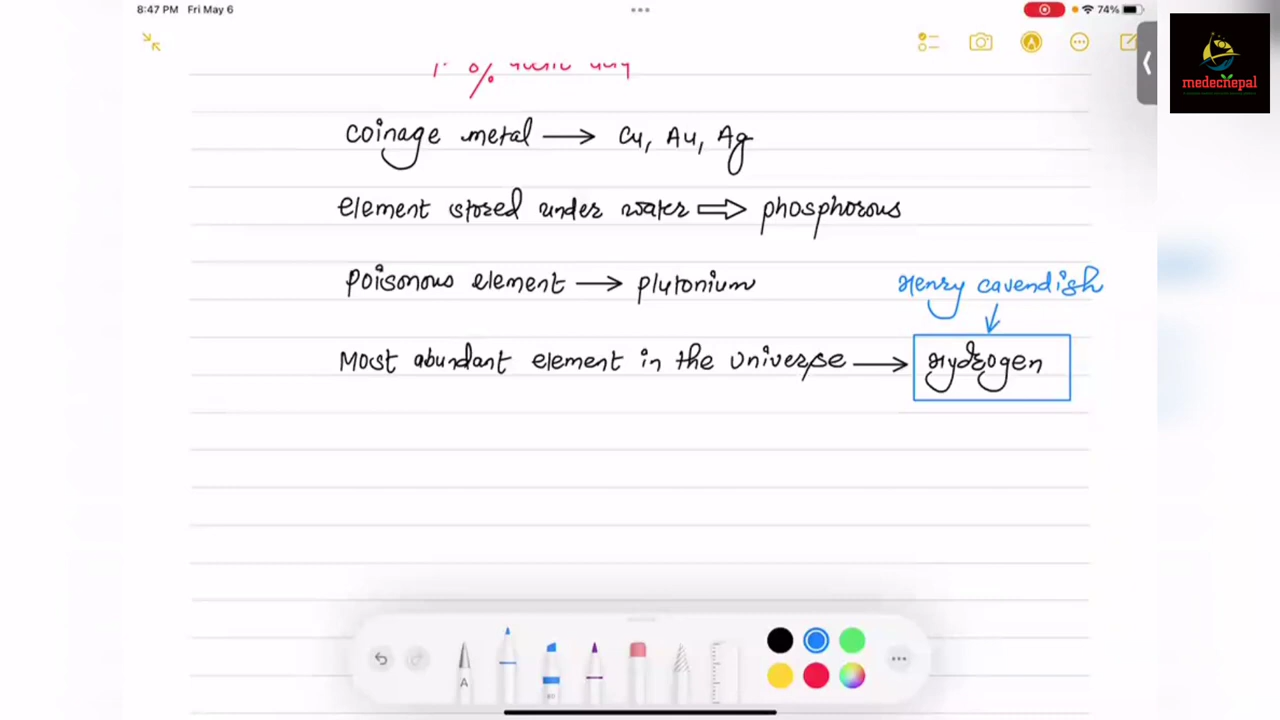 8:47 PM Fri May 6
74%
medecnepal
%
coinage metal → Cu, Au, Ag
element stored under water ⇒ phosphorous
poisonous element → plutonium
Henry cavendish
Most abundant element in the universe → Hydrogen
A